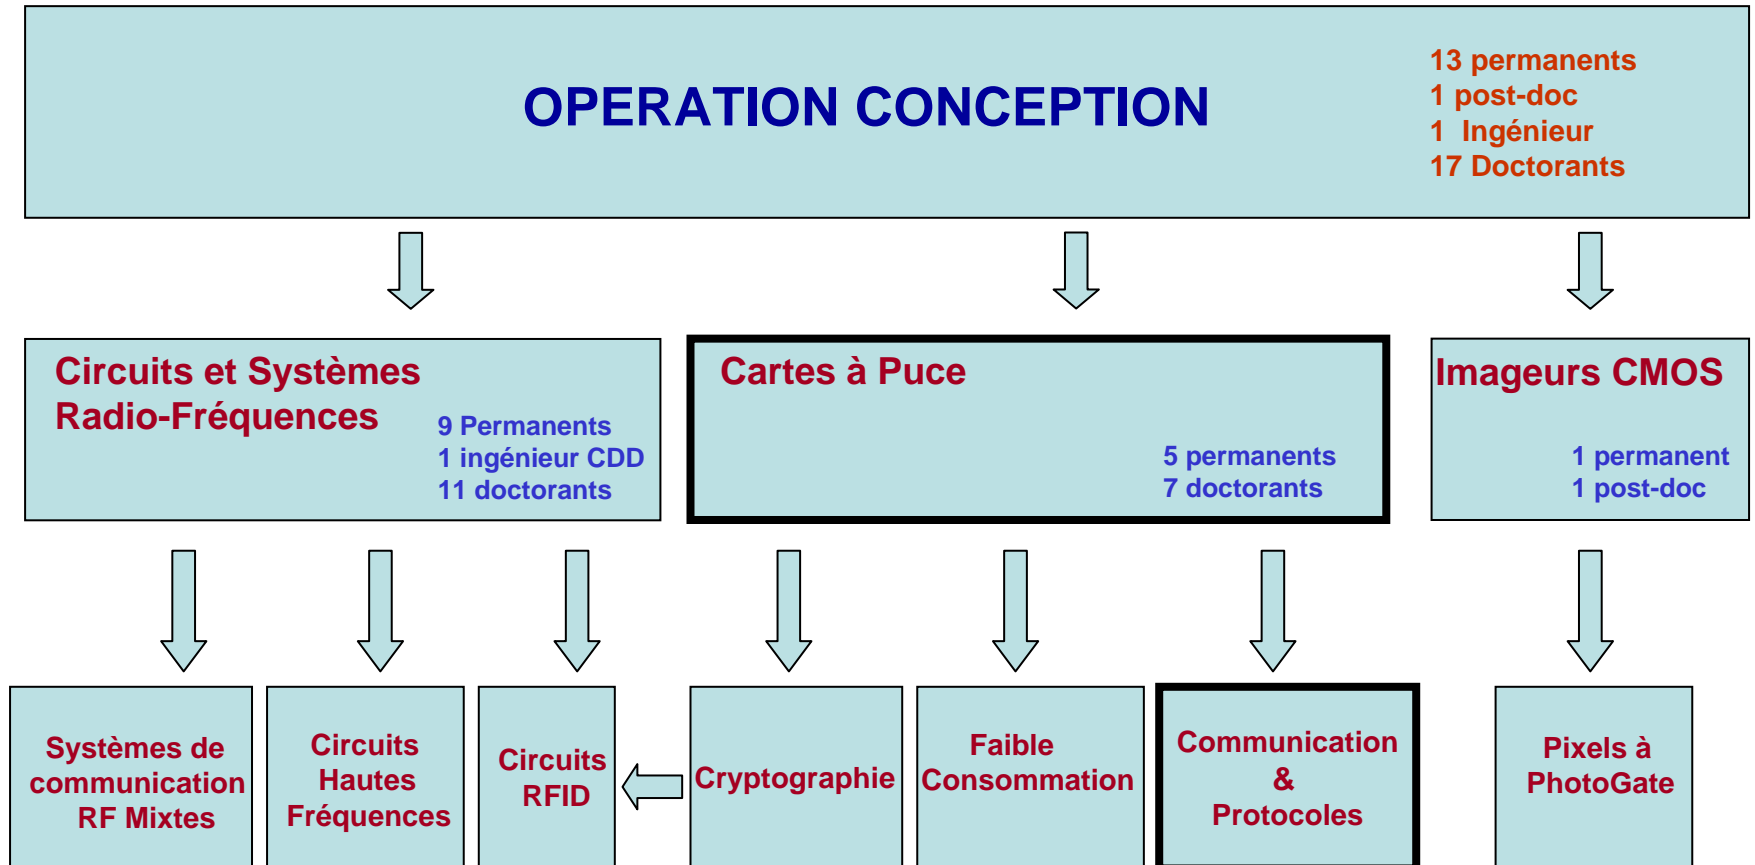 OPERATION CONCEPTION
13 permanents
1 post-doc
1 Ingénieur
17 Doctorants
Circuits et Systèmes
Radio-Fréquences
9 Permanents
1 ingénieur CDD
11 doctorants
Cartes à Puce
5 permanents
7 doctorants
Imageurs CMOS
1 permanent
1 post-doc
Systèmes de
communication
RF Mixtes
Circuits
Hautes
Fréquences
Circuits
RFID
Cryptographie
Faible
Consommation
Communication
&
Protocoles
Pixels à
PhotoGate